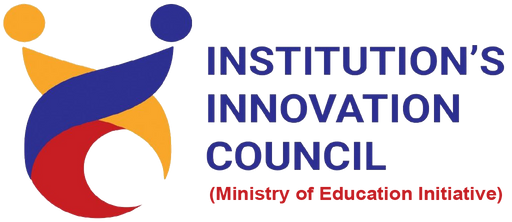 INSTITUTION'S
INNOVATION
COUNCIL
(Ministry of Education Initiative)